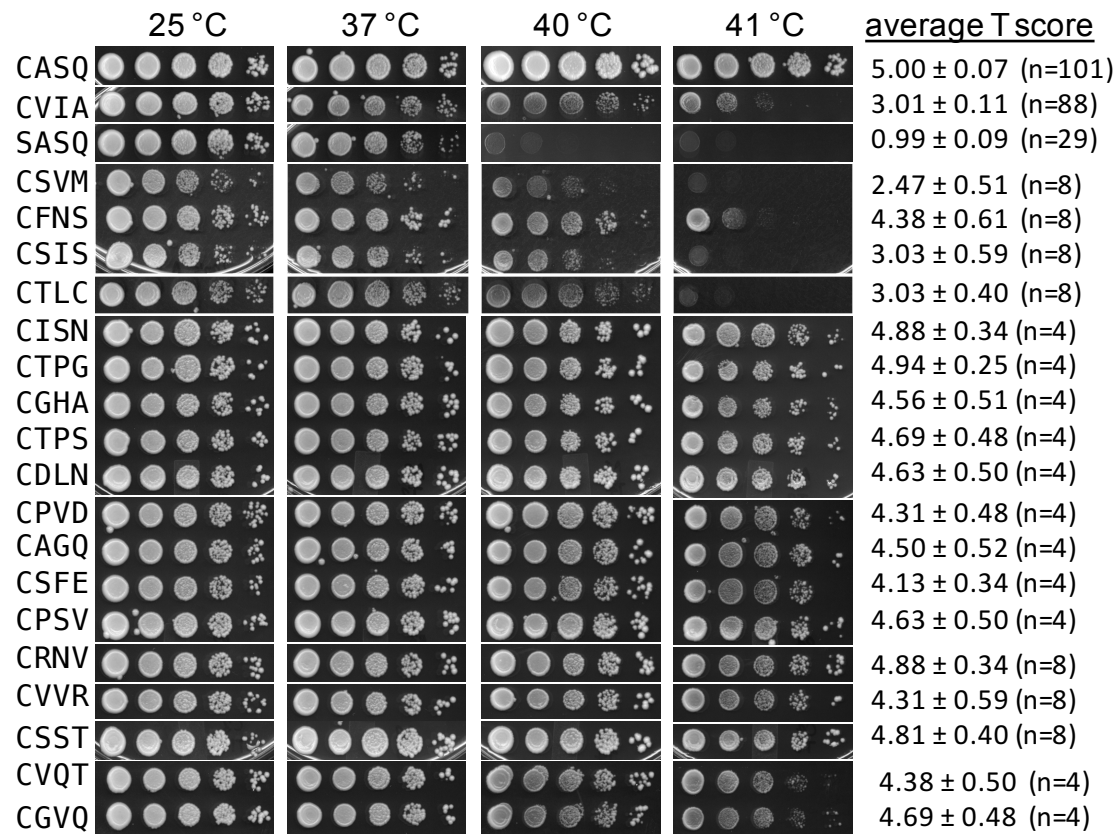 25 °C 37 °C 40 °C 41 °C average T score
CASQ 5.00 ± 0.07 (n=101)
CVIA 3.01 ± 0.11 (n=88)
SASQ 0.99 ± 0.09 (n=29)
CSVM 2.47 ± 0.51 (n=8)
CFNS 4.38 ± 0.61 (n=8)
CSIS 3.03 ± 0.59 (n=8)
CTLC 3.03 ± 0.40 (n=8)
CISN 4.88 ± 0.34 (n=4)
CTPG 4.94 ± 0.25 (n=4)
CGHA 4.56 ± 0.51 (n=4)
CTPS 4.69 ± 0.48 (n=4)
CDLN 4.63 ± 0.50 (n=4)
CPVD 4.31 ± 0.48 (n=4)
CAGQ 4.50 ± 0.52 (n=4)
CSFE 4.13 ± 0.34 (n=4)
CPSV 4.63 ± 0.50 (n=4)
CRNV 4.88 ± 0.34 (n=8)
CVVR 4.31 ± 0.59 (n=8)
CSST 4.81 ± 0.40 (n=8)
CVQT 4.38 ± 0.50 (n=4)
CGVQ 4.69 ± 0.48 (n=4)